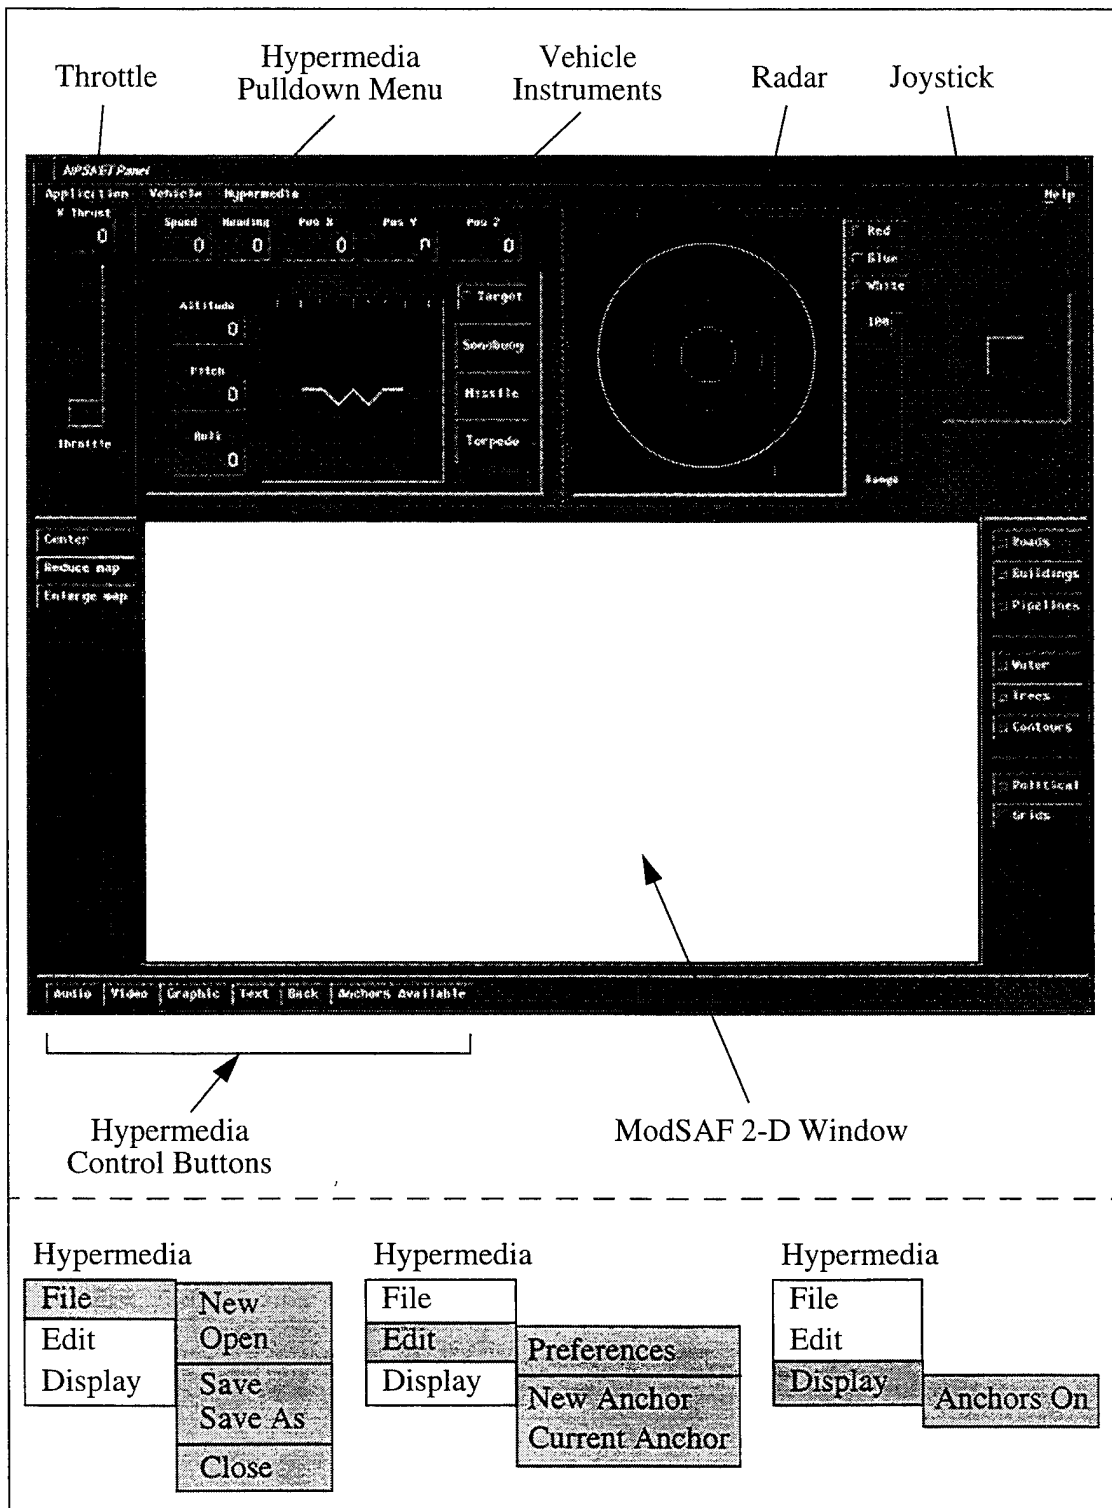 Throttle
Hypermedia
Pulldown Menu
Vehicle
Instruments
Radar
Joystick
NPSNET Panel
Application Vehicle Hypermedia Help
Speed Heading Pos X Pos Y Pos Z
0 0 0 0 0
0
Throttle
Altitude
0
Pitch
0
Roll
0
Target
Sonobuoy
Missile
Torpedo
Red
Blue
White
100
Range
Center
Reduce map
Enlarge map
Roads
Buildings
Pipelines
Water
Trees
Contours
Political
Grids
Audio Video Graphic Text Back Anchors Available
Hypermedia
Control Buttons
ModSAF 2-D Window
Hypermedia
File
Edit
Display
New
Open
Save
Save As
Close
Hypermedia
File
Edit
Display
Preferences
New Anchor
Current Anchor
Hypermedia
File
Edit
Display
Anchors On